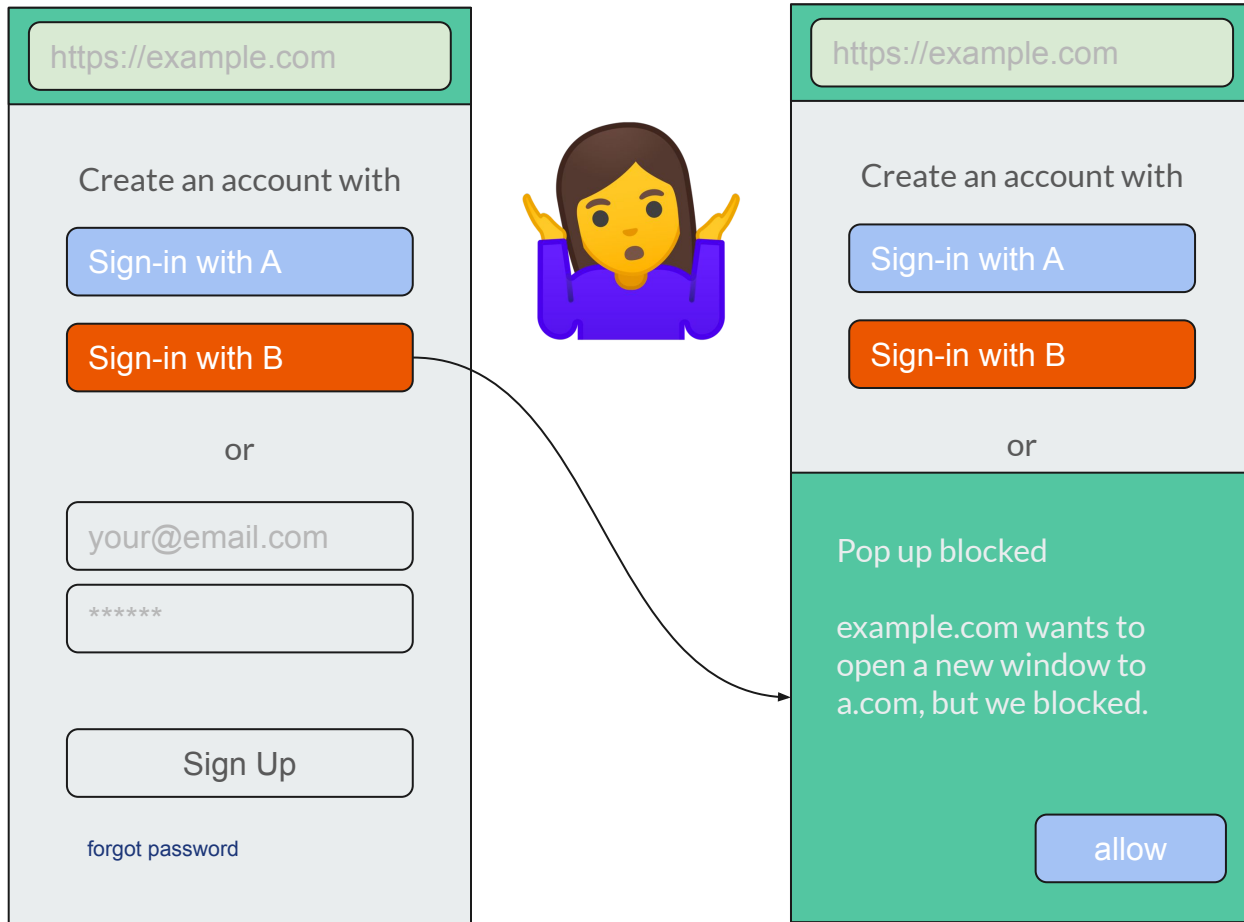 https://example.com
Create an account with
Sign-in with A
Sign-in with B
or
your@email.com
******
Sign Up
forgot password
https://example.com
Create an account with
Sign-in with A
Sign-in with B
or
Pop up blocked
example.com wants to
open a new window to
a.com, but we blocked.
allow